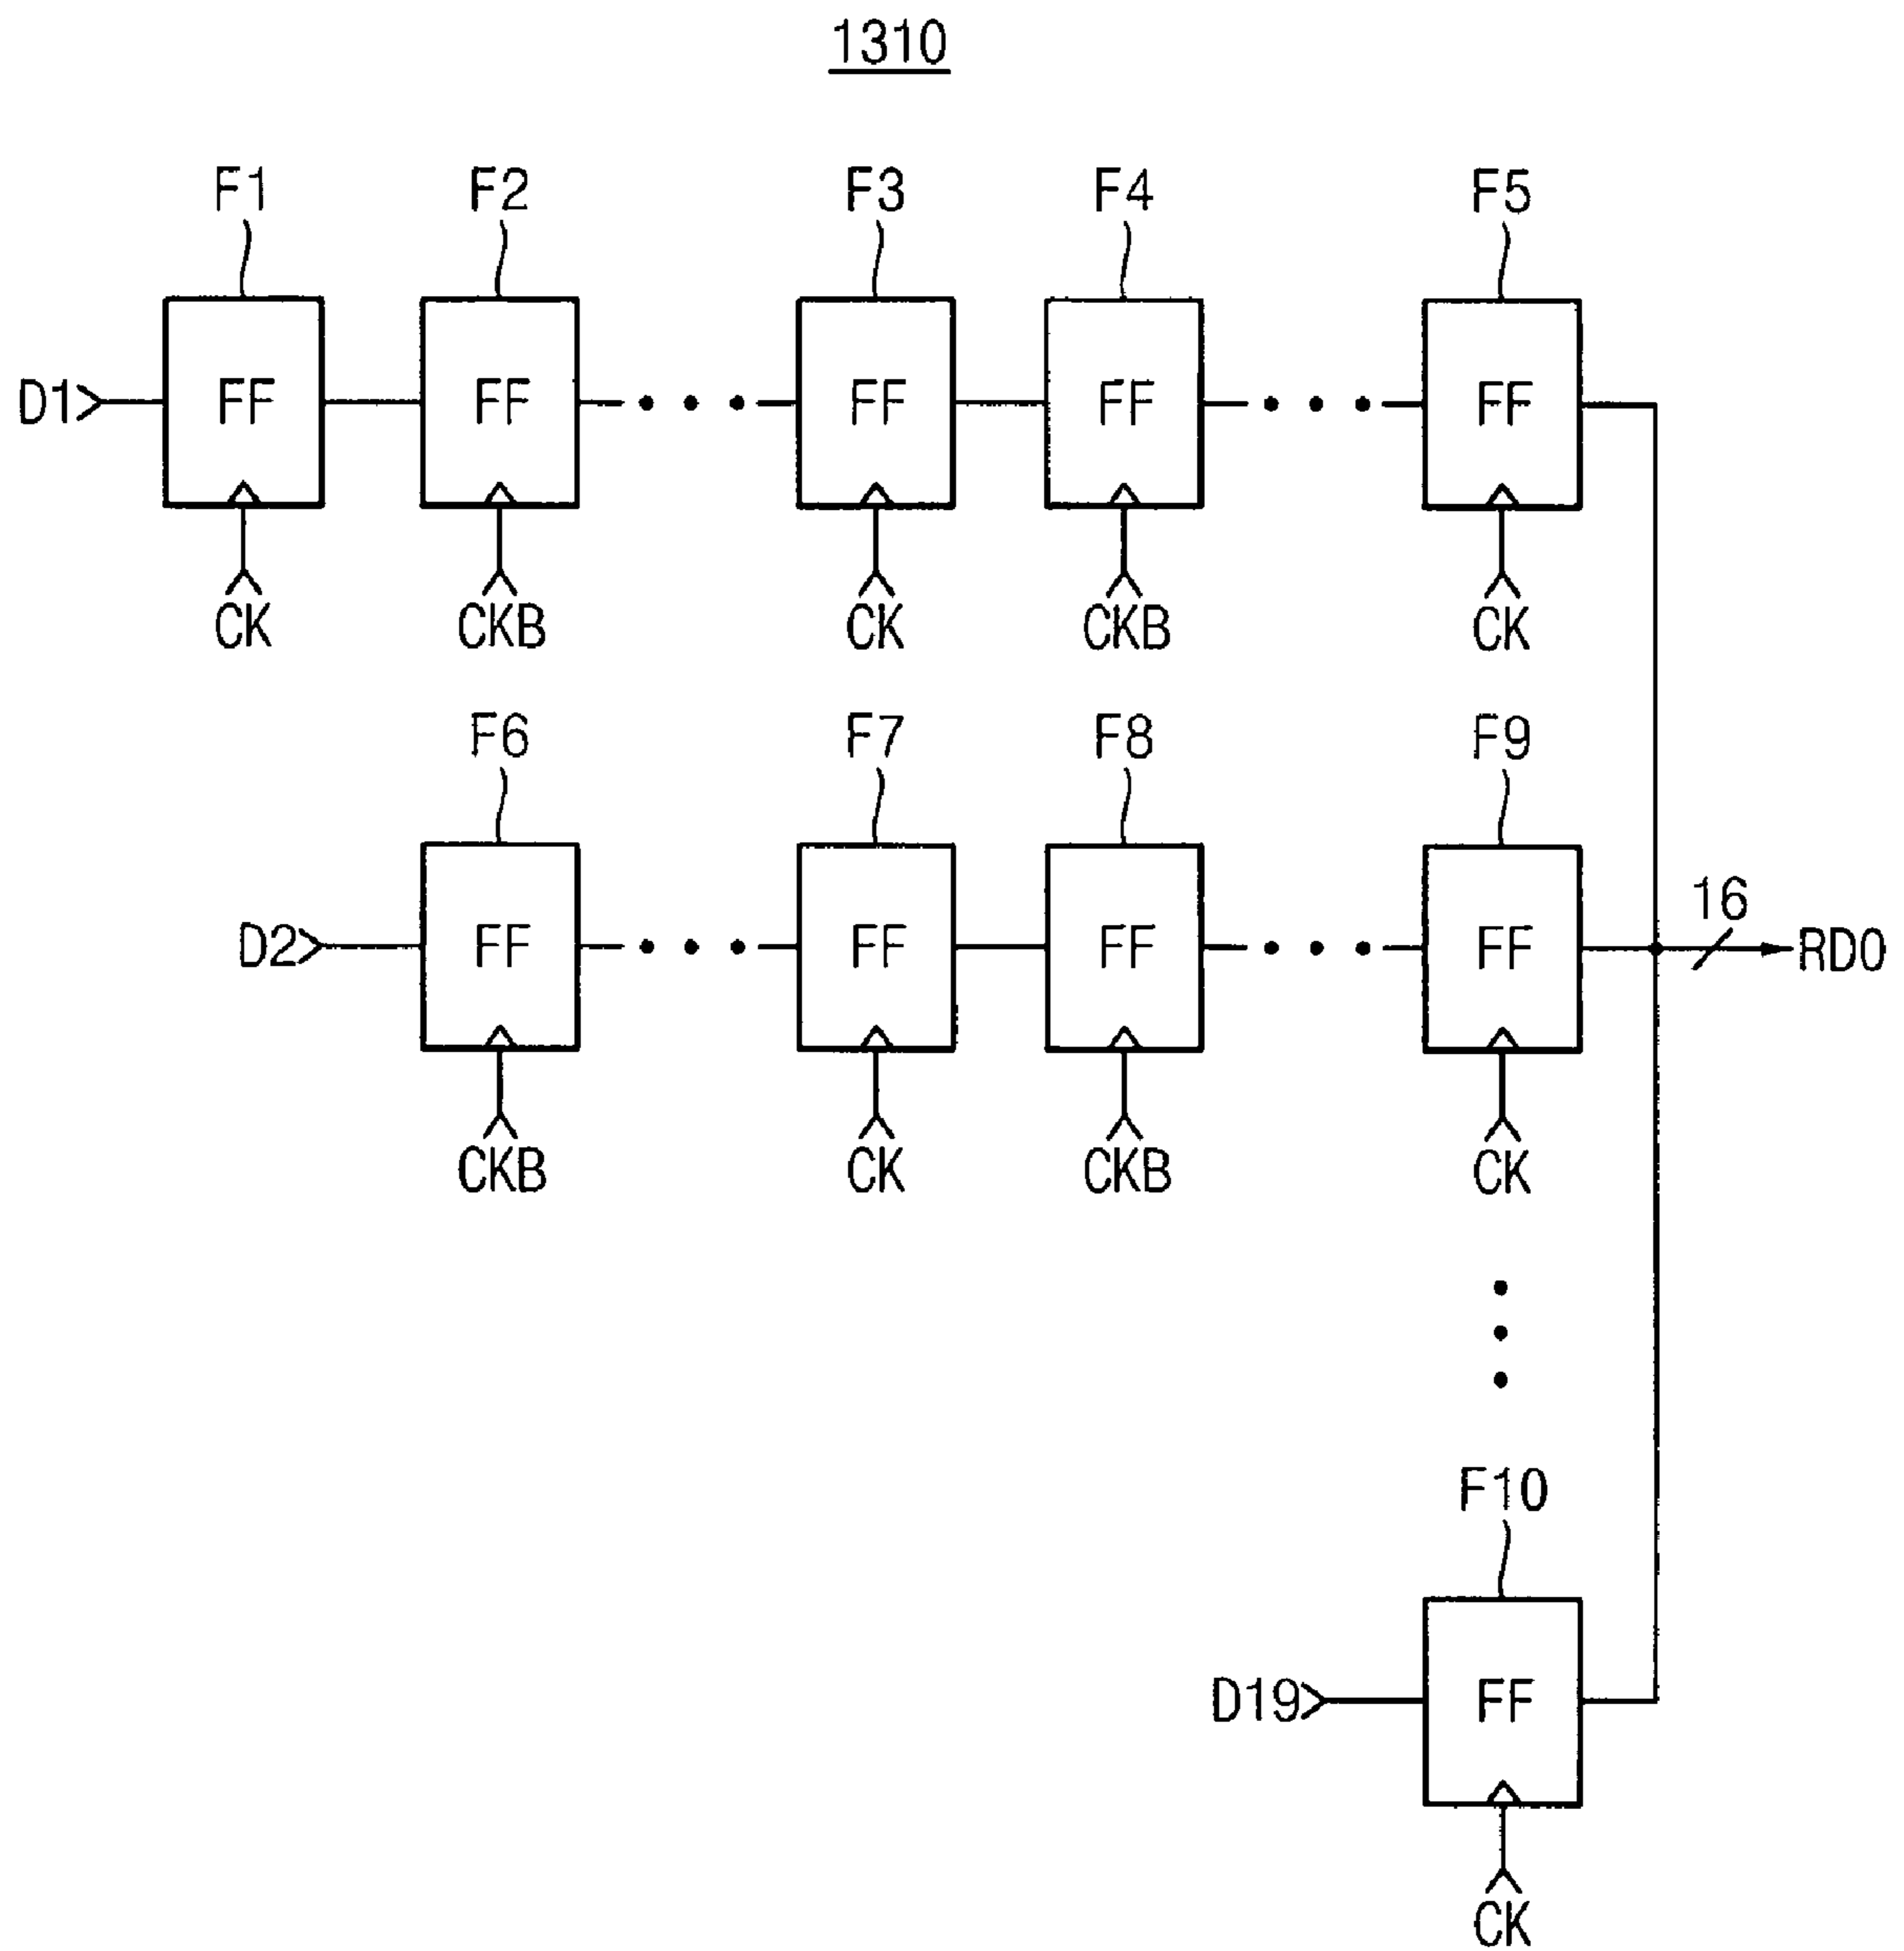 1310
F1 F2 F3 F4 F5
D1 FF FF FF FF FF
CK CKB CK CKB CK
F6 F7 F8 F9
16
D2 FF FF FF FF RD0
CKB CK CKB CK
F10
D19 FF
CK